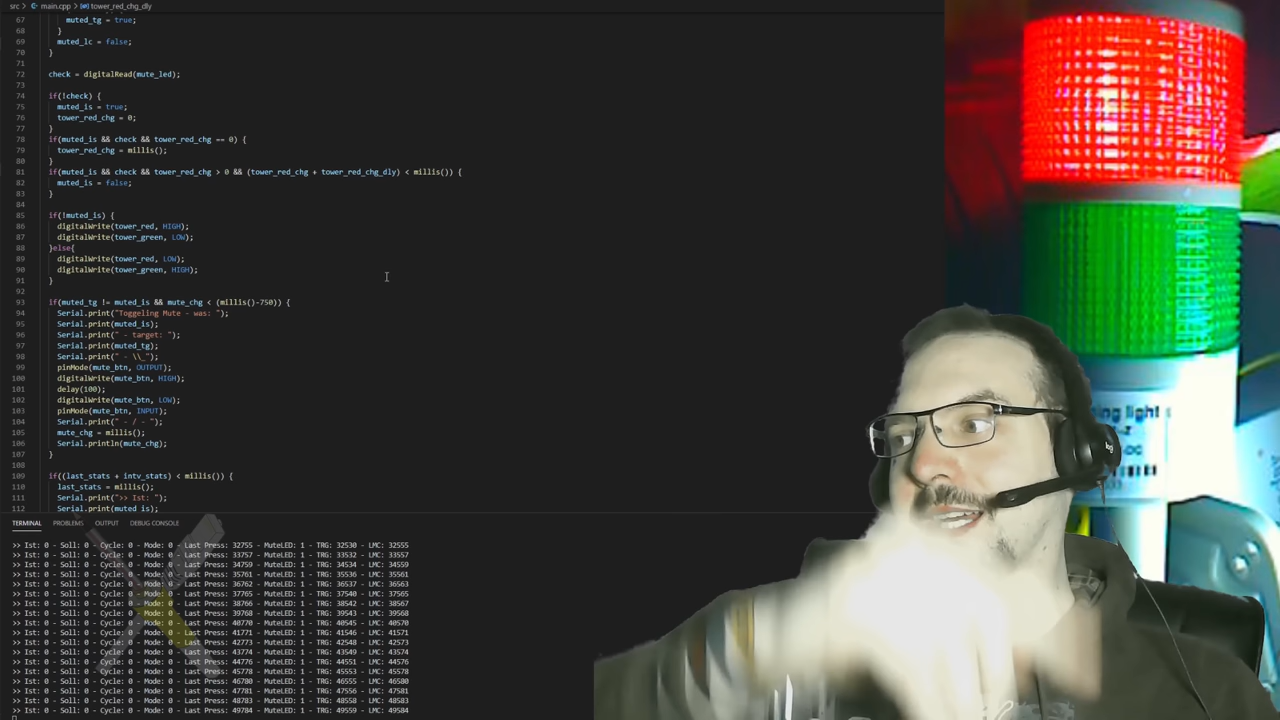 src > main.cpp > tower_red_chg_dly
67 muted_tg = true;
68 }
69 muted_lc = false;
70 }
71
72 check = digitalRead(mute_led);
73
74 if(!check) {
75 muted_is = true;
76 tower_red_chg = 0;
77 }
78 if(muted_is && check && tower_red_chg == 0) {
79 tower_red_chg = millis();
80 }
81 if(muted_is && check && tower_red_chg > 0 && (tower_red_chg + tower_red_chg_dly) < millis()) {
82 muted_is = false;
83 }
84
85 if(!muted_is) {
86 digitalWrite(tower_red, HIGH);
87 digitalWrite(tower_green, LOW);
88 }else{
89 digitalWrite(tower_red, LOW);
90 digitalWrite(tower_green, HIGH);
91 }
92
93 if(muted_tg != muted_is && mute_chg < (millis()-750)) {
94 Serial.print("Toggeling Mute - was: ");
95 Serial.print(muted_is);
96 Serial.print(" - target: ");
97 Serial.print(muted_tg);
98 Serial.print(" - \\_");
99 pinMode(mute_btn, OUTPUT);
100 digitalWrite(mute_btn, HIGH);
101 delay(100);
102 digitalWrite(mute_btn, LOW);
103 pinMode(mute_btn, INPUT);
104 Serial.print(" - / - ");
105 mute_chg = millis();
106 Serial.println(mute_chg);
107 }
108
109 if((last_stats + intv_stats) < millis()) {
110 last_stats = millis();
111 Serial.print(">> Ist: ");
112 Serial.print(muted_is);
TERMINAL PROBLEMS OUTPUT DEBUG CONSOLE
>> Ist: 0 - Soll: 0 - Cycle: 0 - Mode: 0 - Last Press: 32755 - MuteLED: 1 - TRG: 32530 - LMC: 32555
>> Ist: 0 - Soll: 0 - Cycle: 0 - Mode: 0 - Last Press: 33757 - MuteLED: 1 - TRG: 33532 - LMC: 33557
>> Ist: 0 - Soll: 0 - Cycle: 0 - Mode: 0 - Last Press: 34759 - MuteLED: 1 - TRG: 34534 - LMC: 34559
>> Ist: 0 - Soll: 0 - Cycle: 0 - Mode: 0 - Last Press: 35761 - MuteLED: 1 - TRG: 35536 - LMC: 35561
>> Ist: 0 - Soll: 0 - Cycle: 0 - Mode: 0 - Last Press: 36762 - MuteLED: 1 - TRG: 36537 - LMC: 36563
>> Ist: 0 - Soll: 0 - Cycle: 0 - Mode: 0 - Last Press: 37765 - MuteLED: 1 - TRG: 37540 - LMC: 37565
>> Ist: 0 - Soll: 0 - Cycle: 0 - Mode: 0 - Last Press: 38766 - MuteLED: 1 - TRG: 38542 - LMC: 38567
>> Ist: 0 - Soll: 0 - Cycle: 0 - Mode: 0 - Last Press: 39768 - MuteLED: 1 - TRG: 39543 - LMC: 39568
>> Ist: 0 - Soll: 0 - Cycle: 0 - Mode: 0 - Last Press: 40770 - MuteLED: 1 - TRG: 40545 - LMC: 40570
>> Ist: 0 - Soll: 0 - Cycle: 0 - Mode: 0 - Last Press: 41771 - MuteLED: 1 - TRG: 41546 - LMC: 41571
>> Ist: 0 - Soll: 0 - Cycle: 0 - Mode: 0 - Last Press: 42773 - MuteLED: 1 - TRG: 42548 - LMC: 42573
>> Ist: 0 - Soll: 0 - Cycle: 0 - Mode: 0 - Last Press: 43774 - MuteLED: 1 - TRG: 43549 - LMC: 43574
>> Ist: 0 - Soll: 0 - Cycle: 0 - Mode: 0 - Last Press: 44776 - MuteLED: 1 - TRG: 44551 - LMC: 44576
>> Ist: 0 - Soll: 0 - Cycle: 0 - Mode: 0 - Last Press: 45778 - MuteLED: 1 - TRG: 45553 - LMC: 45578
>> Ist: 0 - Soll: 0 - Cycle: 0 - Mode: 0 - Last Press: 46780 - MuteLED: 1 - TRG: 46555 - LMC: 46580
>> Ist: 0 - Soll: 0 - Cycle: 0 - Mode: 0 - Last Press: 47781 - MuteLED: 1 - TRG: 47556 - LMC: 47581
>> Ist: 0 - Soll: 0 - Cycle: 0 - Mode: 0 - Last Press: 48783 - MuteLED: 1 - TRG: 48558 - LMC: 48583
>> Ist: 0 - Soll: 0 - Cycle: 0 - Mode: 0 - Last Press: 49784 - MuteLED: 1 - TRG: 49559 - LMC: 49584
light
logi